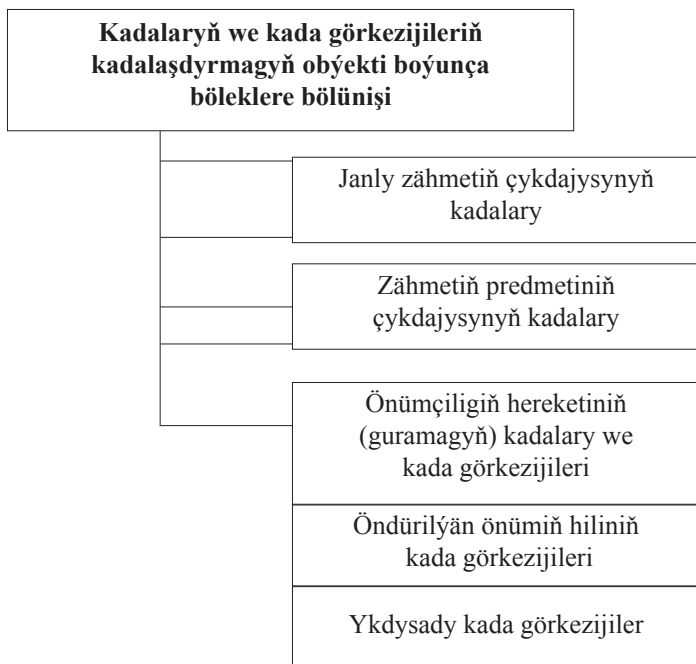 Kadalaryň we kada görkezijileriň
kadalaşdyrmagyň obýekti boýunça
böleklere bölünişi
Janly zähmetiň çykdajysynyň
kadalary
Zähmetiň predmetiniň
çykdajysynyň kadalary
Önümçiligiň hereketiniň
(guramagyň) kadalary we
kada görkezijileri
Öndürilýän önümiň hiliniň
kada görkezijileri
Ykdysady kada görkezijiler